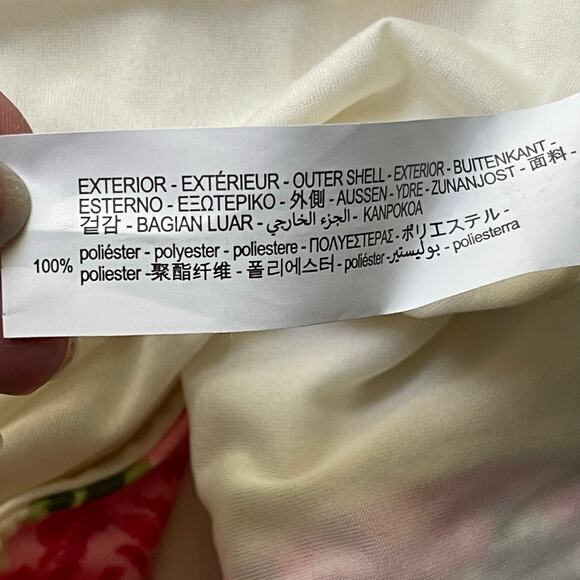 EXTERIOR - EXTÉRIEUR - OUTER SHELL - EXTERIOR - BUITENKANT -
ESTERNO - ΕΞΩΤΕΡΙΚΟ - 外側 - AUSSEN - YDRE - ZUNANJOST - 面料 -
겉감 - BAGIAN LUAR - الجزء الخارجي - KANPOKOA
100% poliéster - polyester - poliestere - ΠΟΛΥΕΣΤΕΡΑΣ - ポリエステル -
poliester - 聚酯纤维 - 폴리에스터 - poliéster - بوليستير - poliesterra